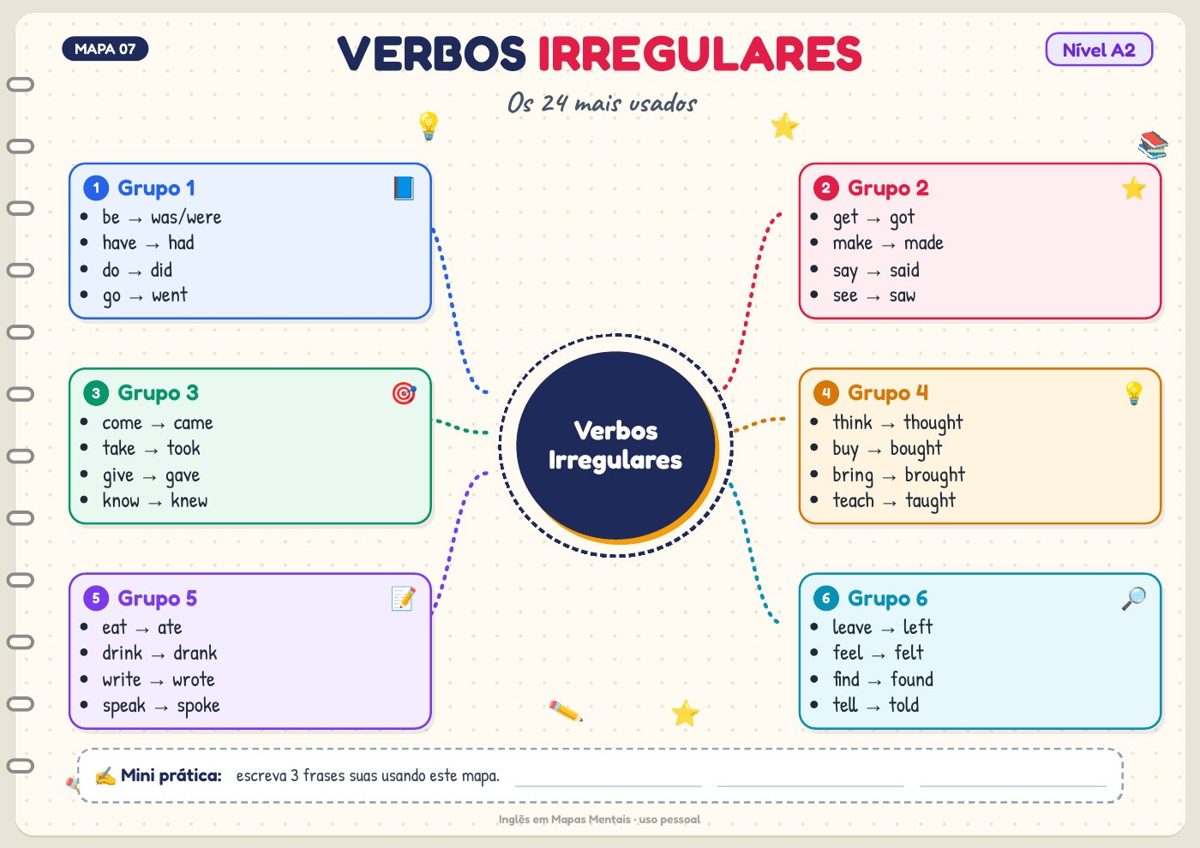 MAPA 07
VERBOS IRREGULARES
Nível A2
Os 24 mais usados
1 Grupo 1
• be → was/were
• have → had
• do → did
• go → went
2 Grupo 2
• get → got
• make → made
• say → said
• see → saw
3 Grupo 3
• come → came
• take → took
• give → gave
• know → knew
4 Grupo 4
• think → thought
• buy → bought
• bring → brought
• teach → taught
Verbos
Irregulares
5 Grupo 5
• eat → ate
• drink → drank
• write → wrote
• speak → spoke
6 Grupo 6
• leave → left
• feel → felt
• find → found
• tell → told
Mini prática: escreva 3 frases suas usando este mapa.
Inglês em Mapas Mentais · uso pessoal